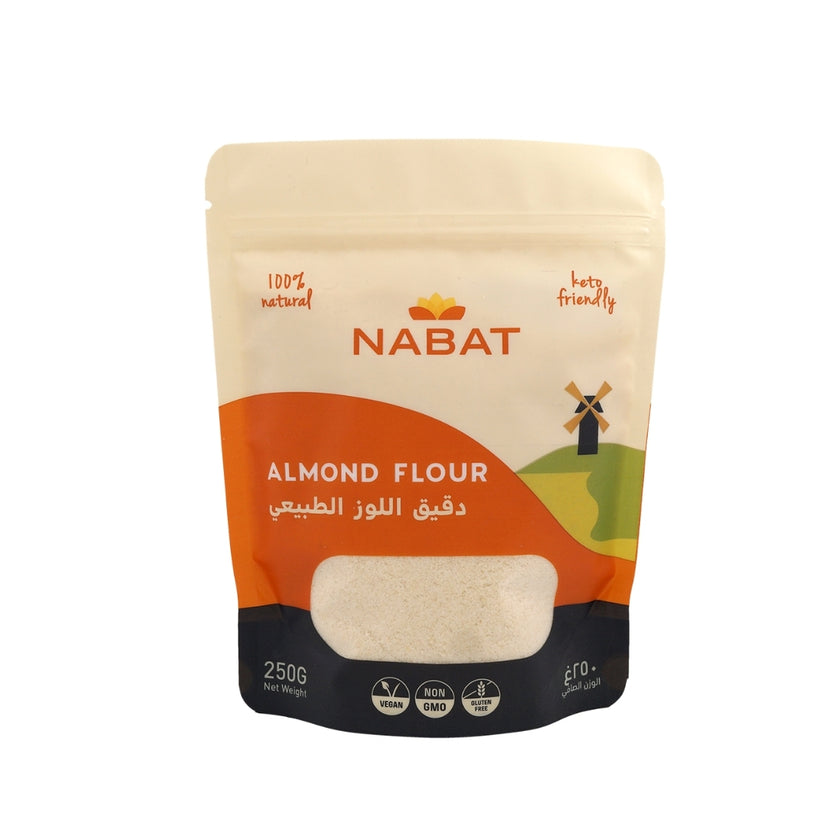 100%
natural
keto
friendly
NABAT
ALMOND FLOUR
دقيق اللوز الطبيعي
250G
Net Weight
VEGAN
NON
GMO
GLUTEN
FREE
٢٥٠غ
الوزن الصافي